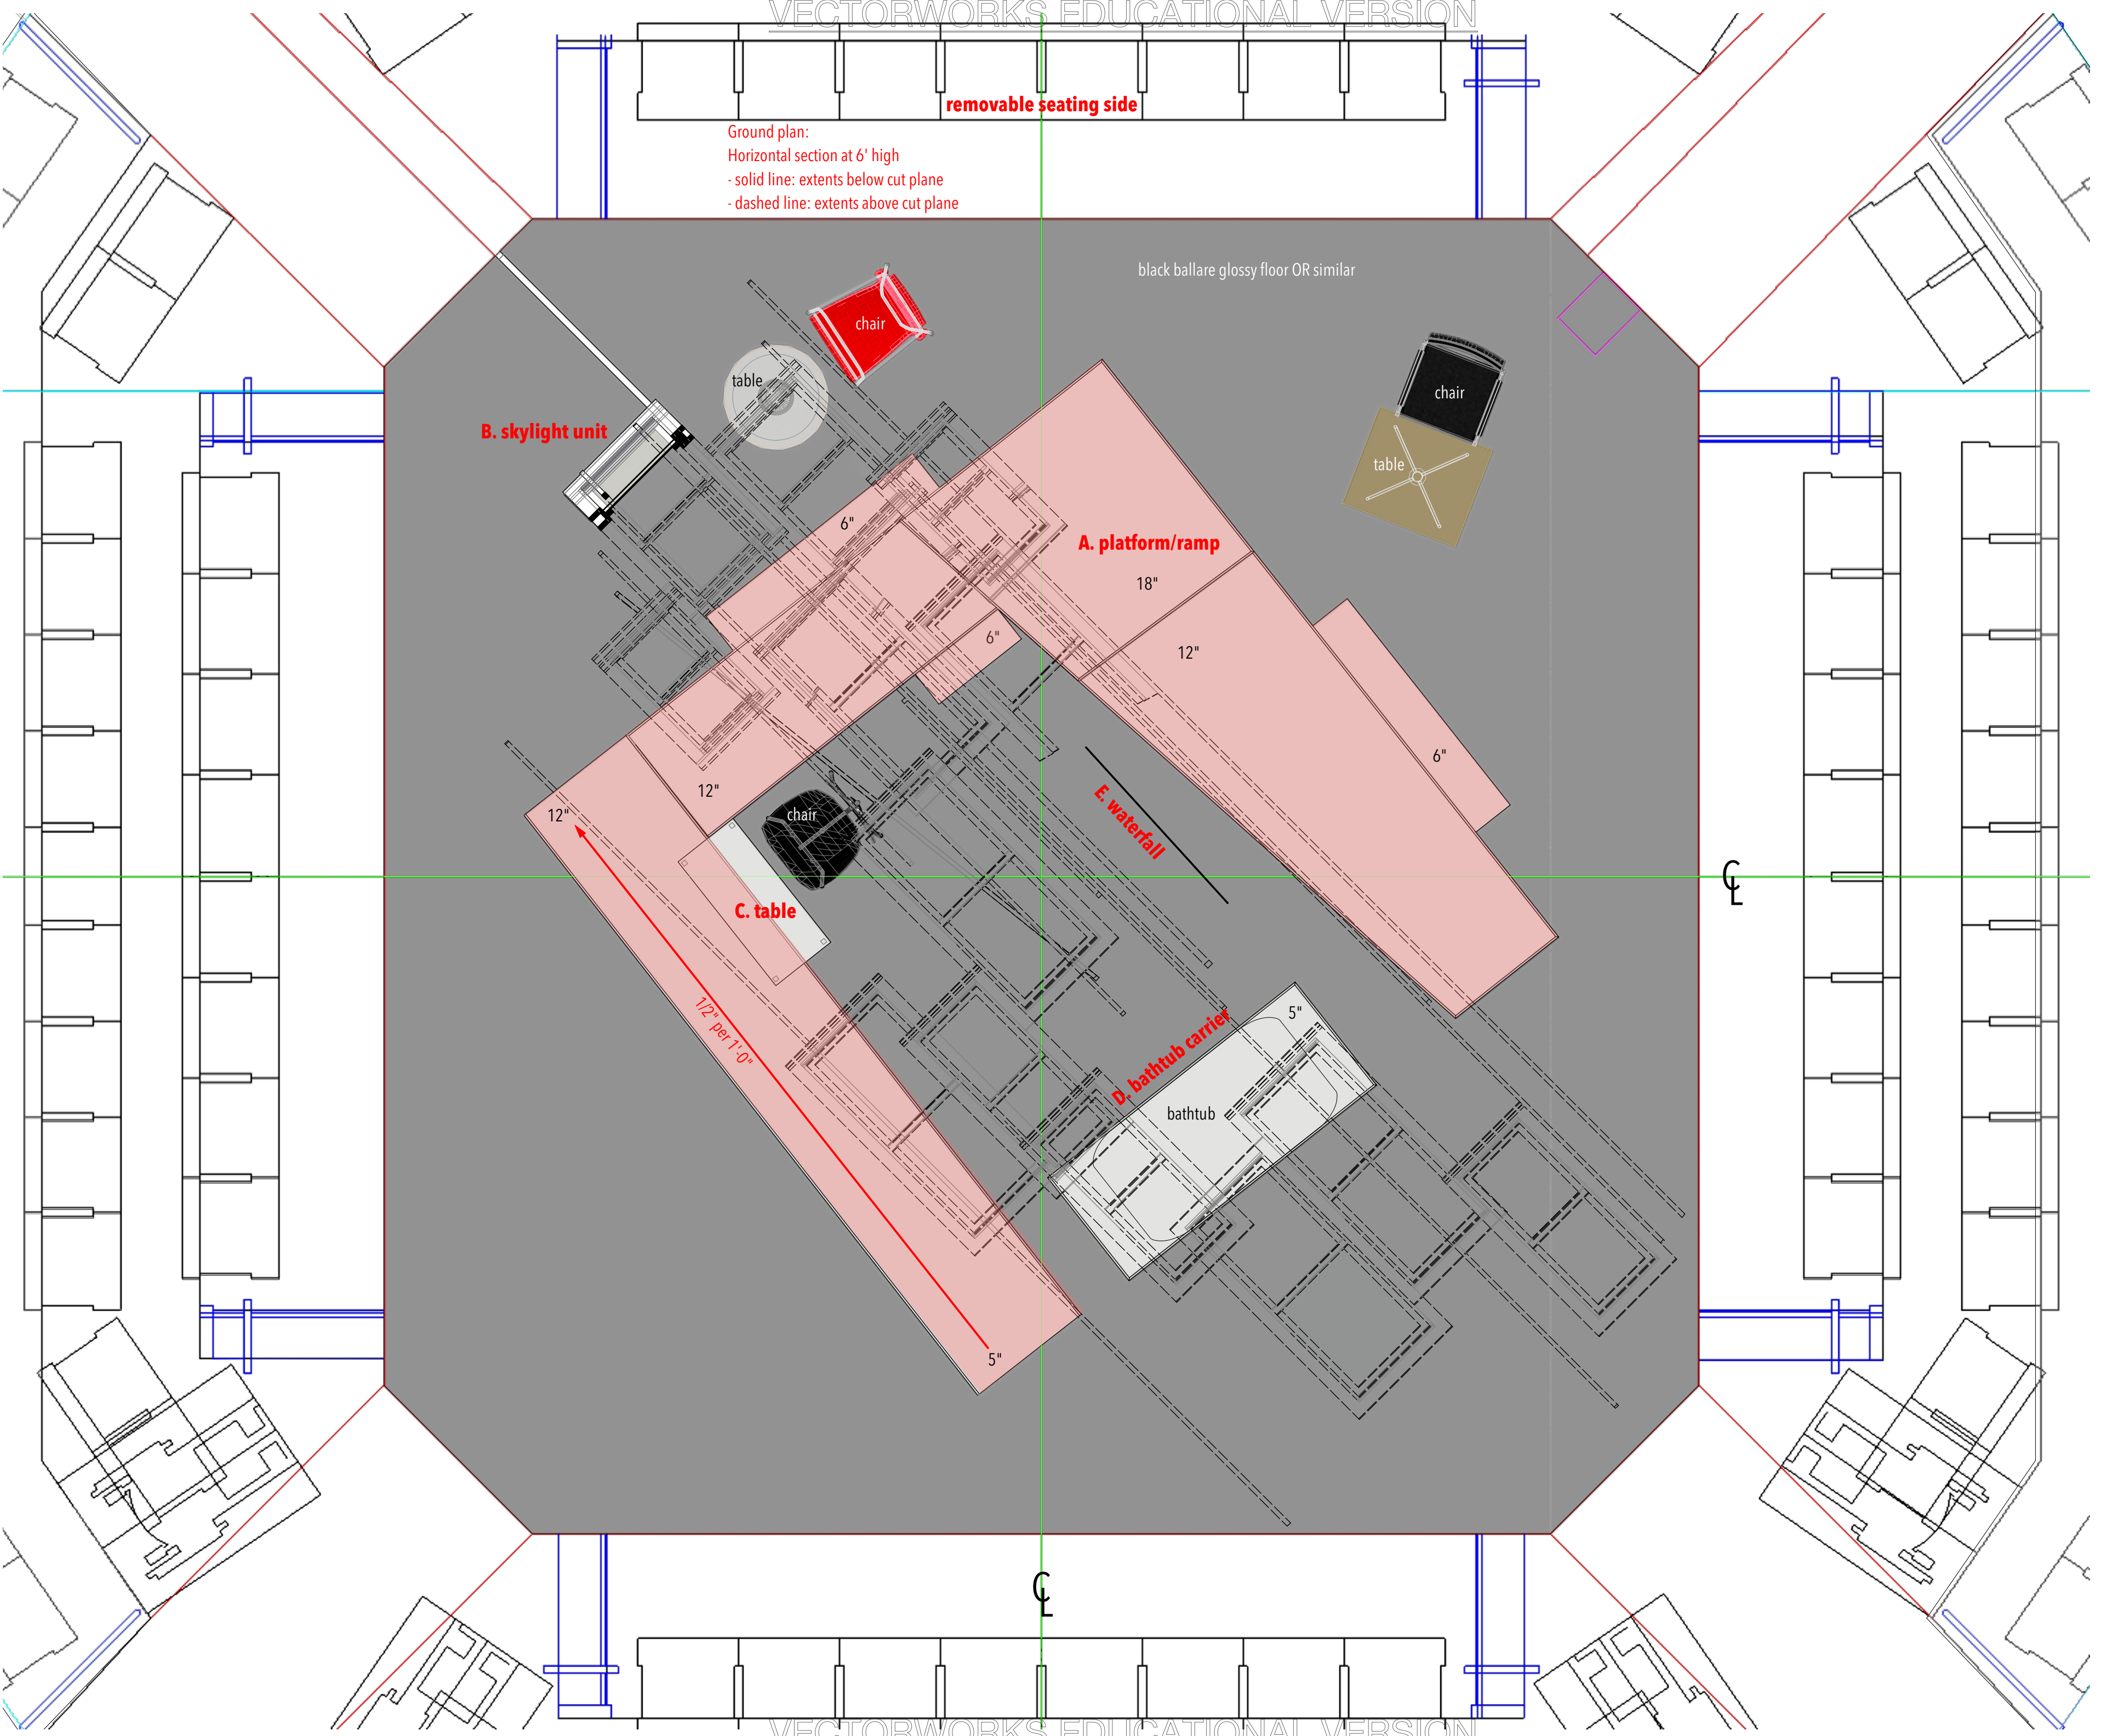 VECTORWORKS EDUCATIONAL VERSION
removable seating side
Ground plan:
Horizontal section at 6' high
- solid line: extents below cut plane
- dashed line: extents above cut plane
black ballare glossy floor OR similar
chair
table
chair
table
B. skylight unit
6"
A. platform/ramp
18"
6"
12"
6"
12"
12"
chair
E. waterfall
C. table
1/2" per 1'-0"
D. bathtub carrier
5"
bathtub
5"
CL
CL
VECTORWORKS EDUCATIONAL VERSION